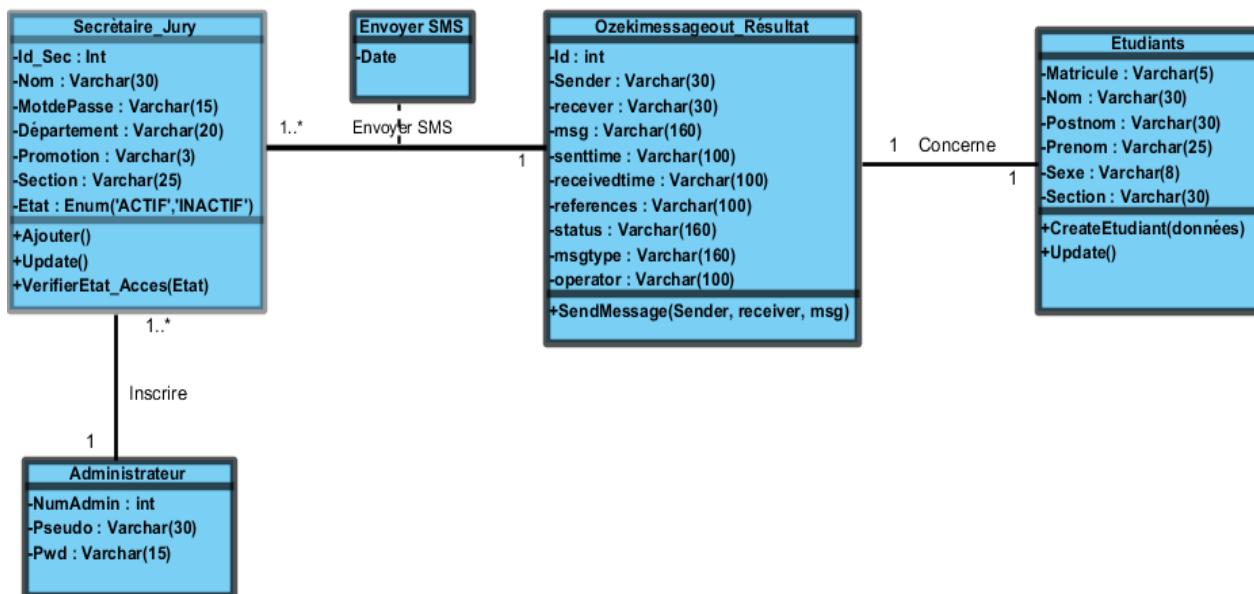 Secrètaire_Jury
-Id_Sec : Int
-Nom : Varchar(30)
-MotdePasse : Varchar(15)
-Département : Varchar(20)
-Promotion : Varchar(3)
-Section : Varchar(25)
-Etat : Enum('ACTIF','INACTIF')
+Ajouter()
+Update()
+VerifierEtat_Acces(Etat)
Envoyer SMS
-Date
1..*
Envoyer SMS
1
Ozekimessageout_Résultat
-Id : int
-Sender : Varchar(30)
-recever : Varchar(30)
-msg : Varchar(160)
-senttime : Varchar(100)
-receivedtime : Varchar(100)
-references : Varchar(100)
-status : Varchar(160)
-msgtype : Varchar(160)
-operator : Varchar(100)
+SendMessage(Sender, receiver, msg)
1
Concerne
1
Etudiants
-Matricule : Varchar(5)
-Nom : Varchar(30)
-Postnom : Varchar(30)
-Prenom : Varchar(25)
-Sexe : Varchar(8)
-Section : Varchar(30)
+CreateEtudiant(données)
+Update()
1..*
Inscrire
1
Administrateur
-NumAdmin : int
-Pseudo : Varchar(30)
-Pwd : Varchar(15)